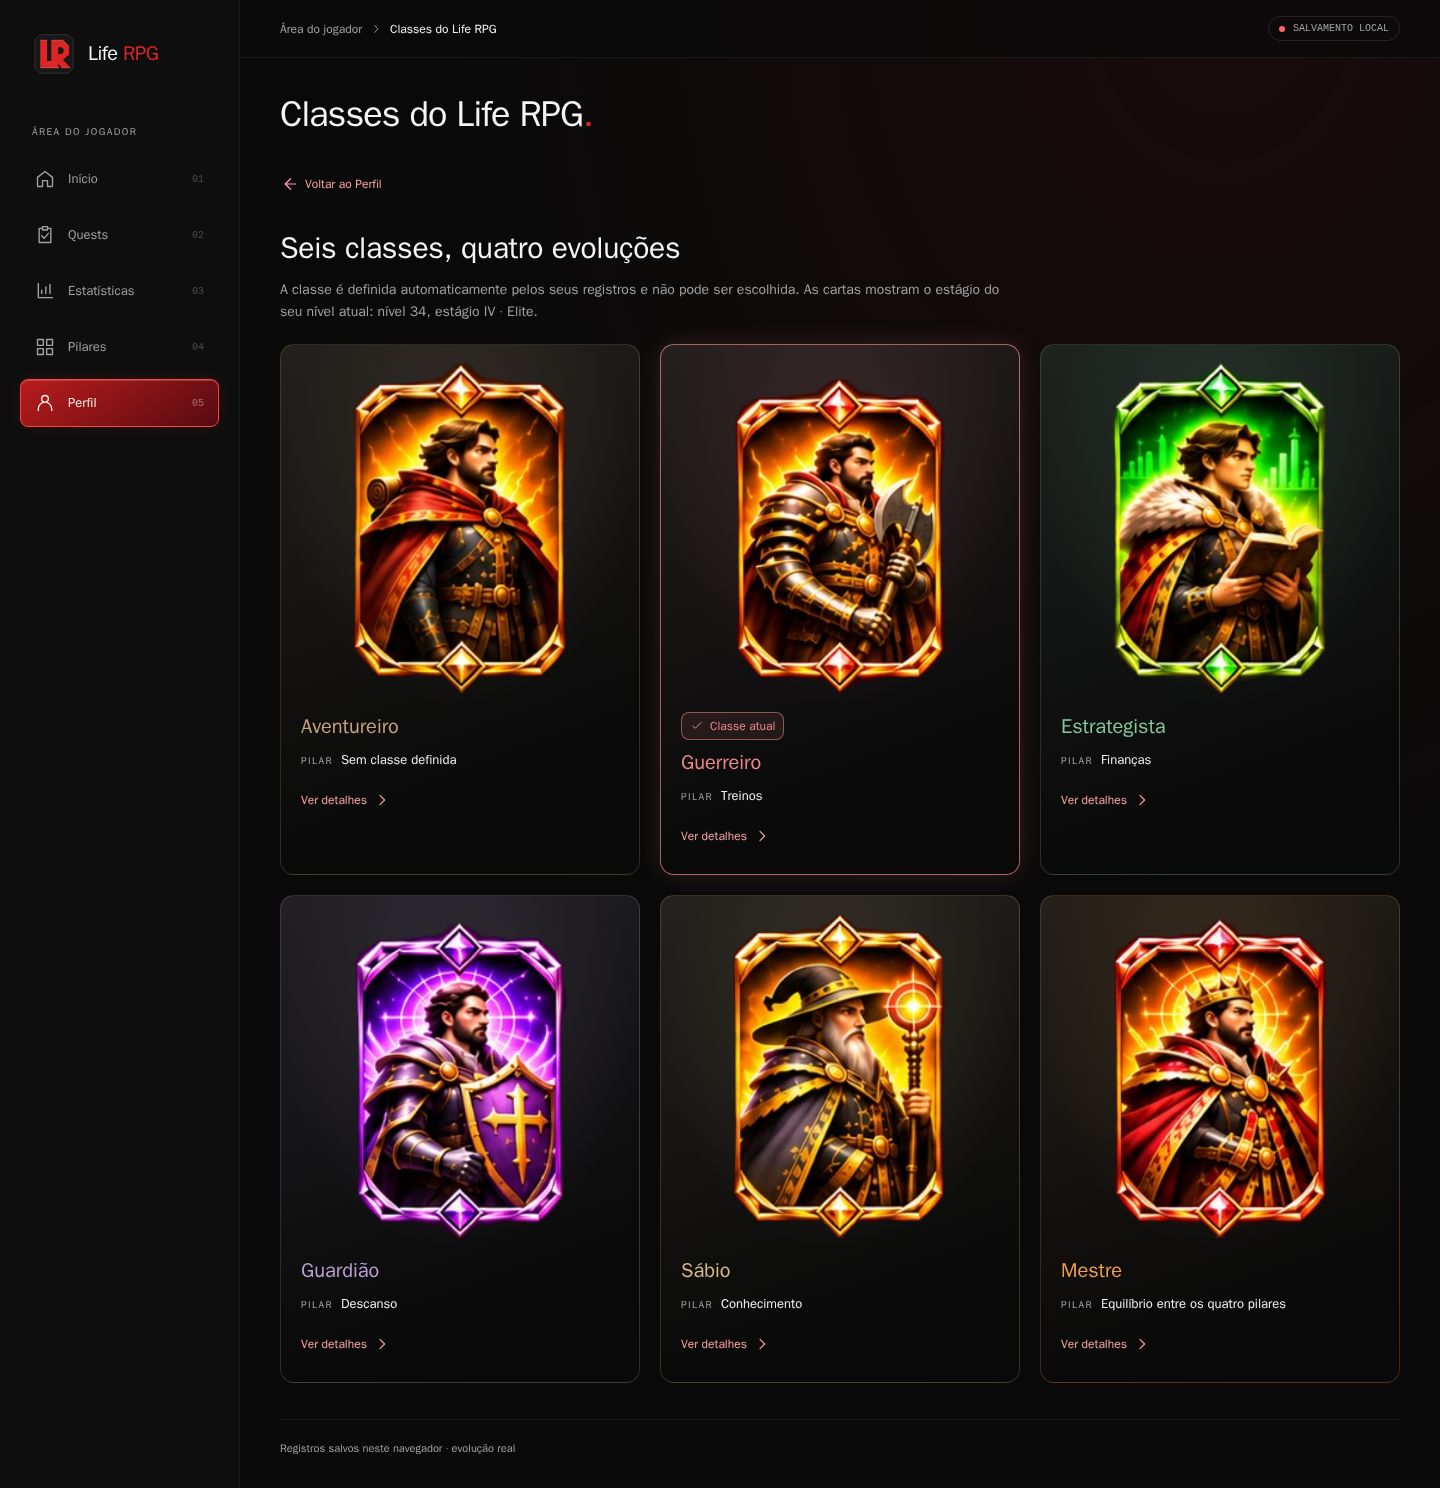 LR
Life RPG
ÁREA DO JOGADOR
Início 01
Quests 02
Estatísticas 03
Pilares 04
Perfil 05
Área do jogador > Classes do Life RPG
SALVAMENTO LOCAL
Classes do Life RPG.
Voltar ao Perfil
Seis classes, quatro evoluções
A classe é definida automaticamente pelos seus registros e não pode ser escolhida. As cartas mostram o estágio do
seu nível atual: nível 34, estágio IV · Elite.
Aventureiro
PILAR Sem classe definida
Ver detalhes
Classe atual
Guerreiro
PILAR Treinos
Ver detalhes
Estrategista
PILAR Finanças
Ver detalhes
Guardião
PILAR Descanso
Ver detalhes
Sábio
PILAR Conhecimento
Ver detalhes
Mestre
PILAR Equilíbrio entre os quatro pilares
Ver detalhes
Registros salvos neste navegador · evolução real